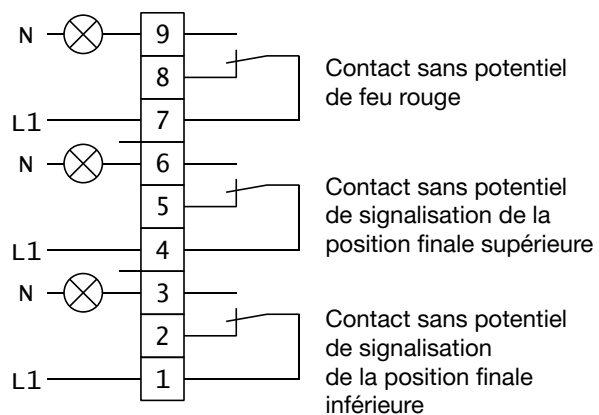 N 9
8
Contact sans potentiel
de feu rouge
L1 7
N 6
5
Contact sans potentiel
de signalisation de la
position finale supérieure
L1 4
N 3
2
Contact sans potentiel
de signalisation
de la position finale
inférieure
L1 1